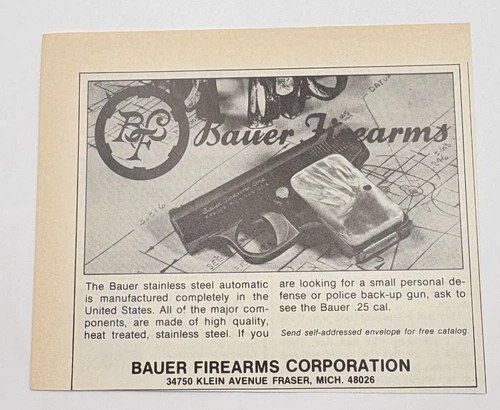 BFC
Bauer Firearms
DATUM
The Bauer stainless steel automatic
is manufactured completely in the
United States. All of the major com-
ponents, are made of high quality,
heat treated, stainless steel. If you
are looking for a small personal de-
fense or police back-up gun, ask to
see the Bauer .25 cal.
Send self-addressed envelope for free catalog.
BAUER FIREARMS CORPORATION
34750 KLEIN AVENUE FRASER, MICH. 48026